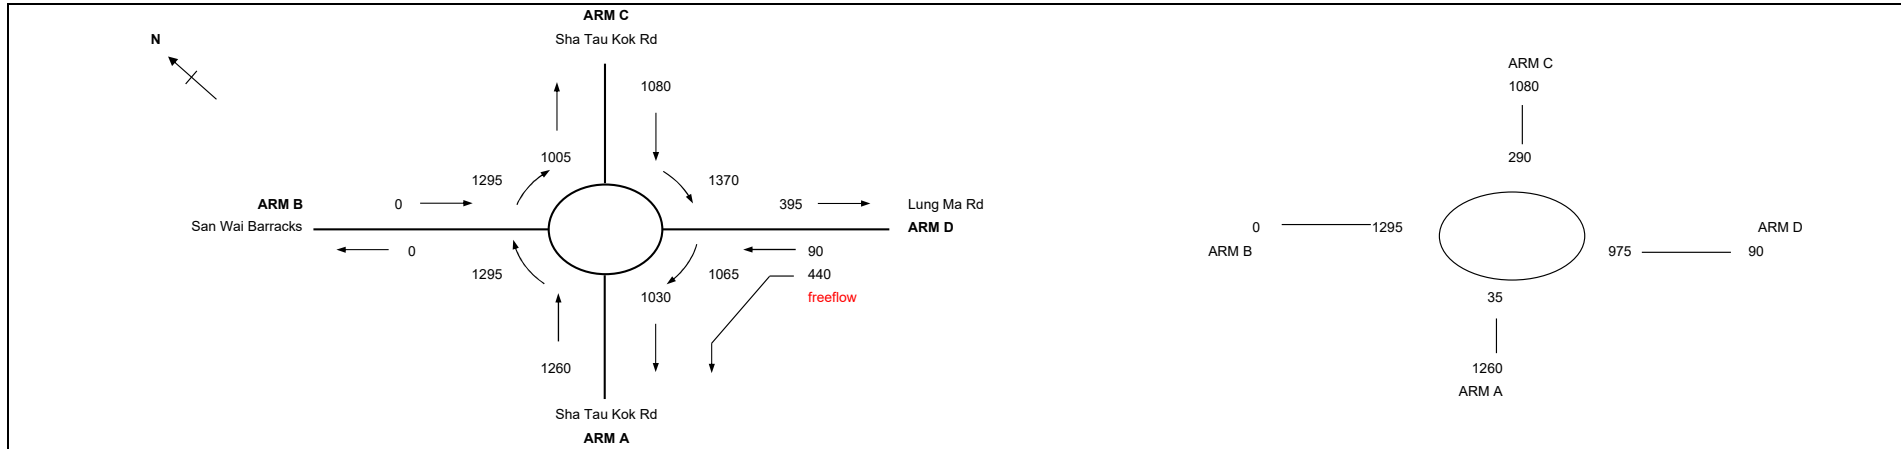 ARM C
Sha Tau Kok Rd
N
1080
1005
1295
1370
ARM B
0
395
Lung Ma Rd
San Wai Barracks
ARM D
0
90
1295
1065
440
1030
freeflow
1260
Sha Tau Kok Rd
ARM A
ARM C
1080
290
0
1295
ARM D
ARM B
975
90
35
1260
ARM A